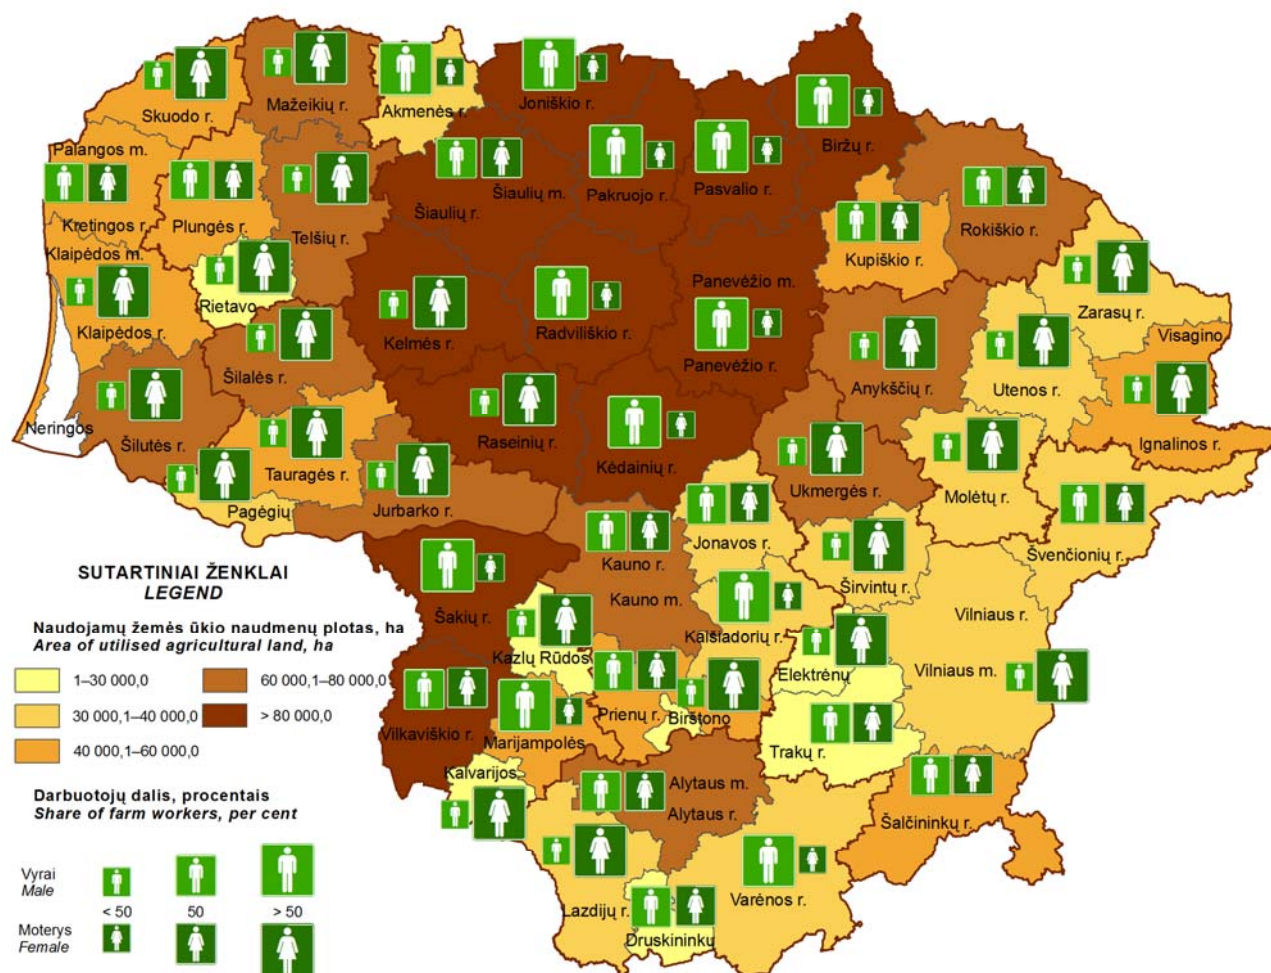 Skuodo r.
Mažeikių r.
Akmenės r.
Joniškio r.
Biržų r.
Palangos m.
Kretingos r.
Plungės r.
Telšių r.
Šiaulių m.
Šiaulių r.
Pakruojo r.
Pasvalio r.
Rokiškio r.
Kupiškio r.
Klaipėdos m.
Klaipėdos r.
Rietavo
Kelmės r.
Radviliškio r.
Panevėžio m.
Panevėžio r.
Zarasų r.
Visagino
Šilalės r.
Anykščių r.
Utenos r.
Ignalinos r.
Neringos
Šilutės r.
Tauragės r.
Raseinių r.
Kėdainių r.
Ukmergės r.
Molėtų r.
Pagėgių
Jurbarko r.
Jonavos r.
Kauno r.
Kauno m.
Širvintų r.
Švenčionių r.
Šakių r.
Kazlų Rūdos
Kaišiadorių r.
Vilniaus r.
Elektrėnų
Vilniaus m.
Vilkaviškio r.
Marijampolės
Prienų r.
Birštono
Trakų r.
Kalvarijos
Alytaus m.
Alytaus r.
Šalčininkų r.
Lazdijų r.
Druskininkų
Varėnos r.
SUTARTINIAI ŽENKLAI
LEGEND
Naudojamų žemės ūkio naudmenų plotas, ha
Area of utilised agricultural land, ha
1–30 000,0
60 000,1–80 000,0
30 000,1–40 000,0
> 80 000,0
40 000,1–60 000,0
Darbuotojų dalis, procentais
Share of farm workers, per cent
Vyrai
Male
< 50
50
> 50
Moterys
Female